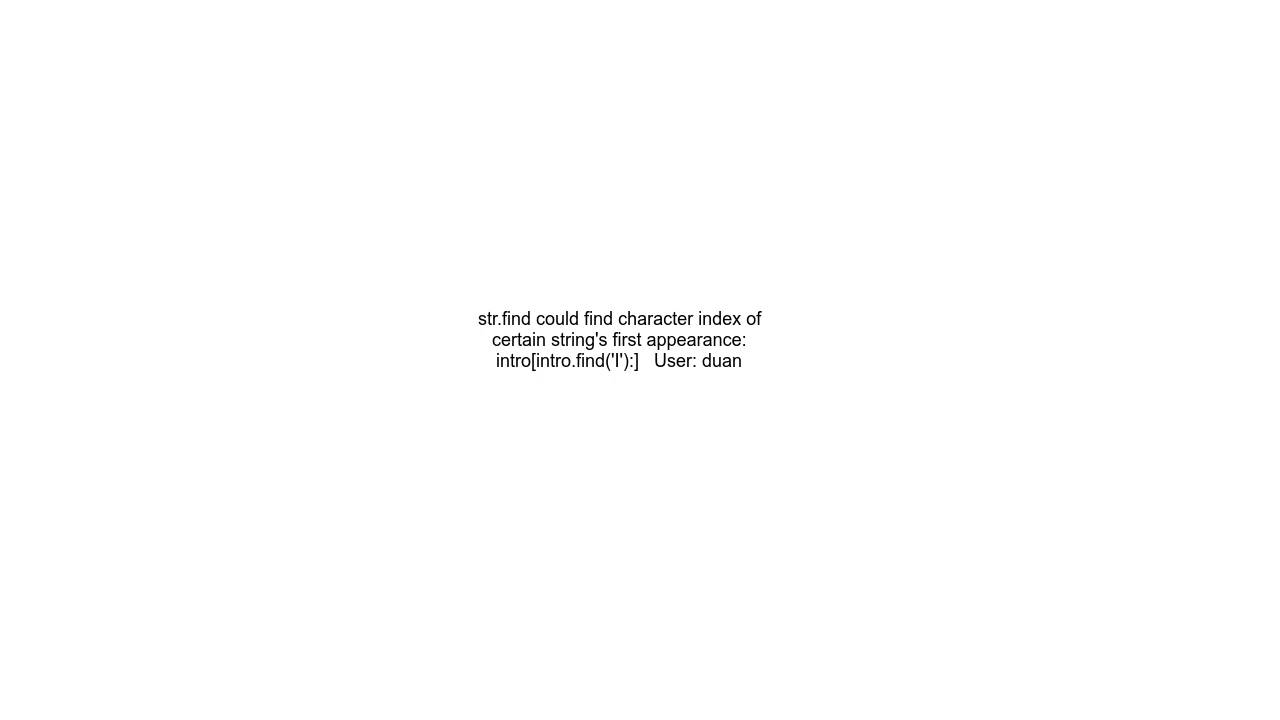 str.find could find character index of
certain string's first appearance:
intro[intro.find('I'):]   User: duan